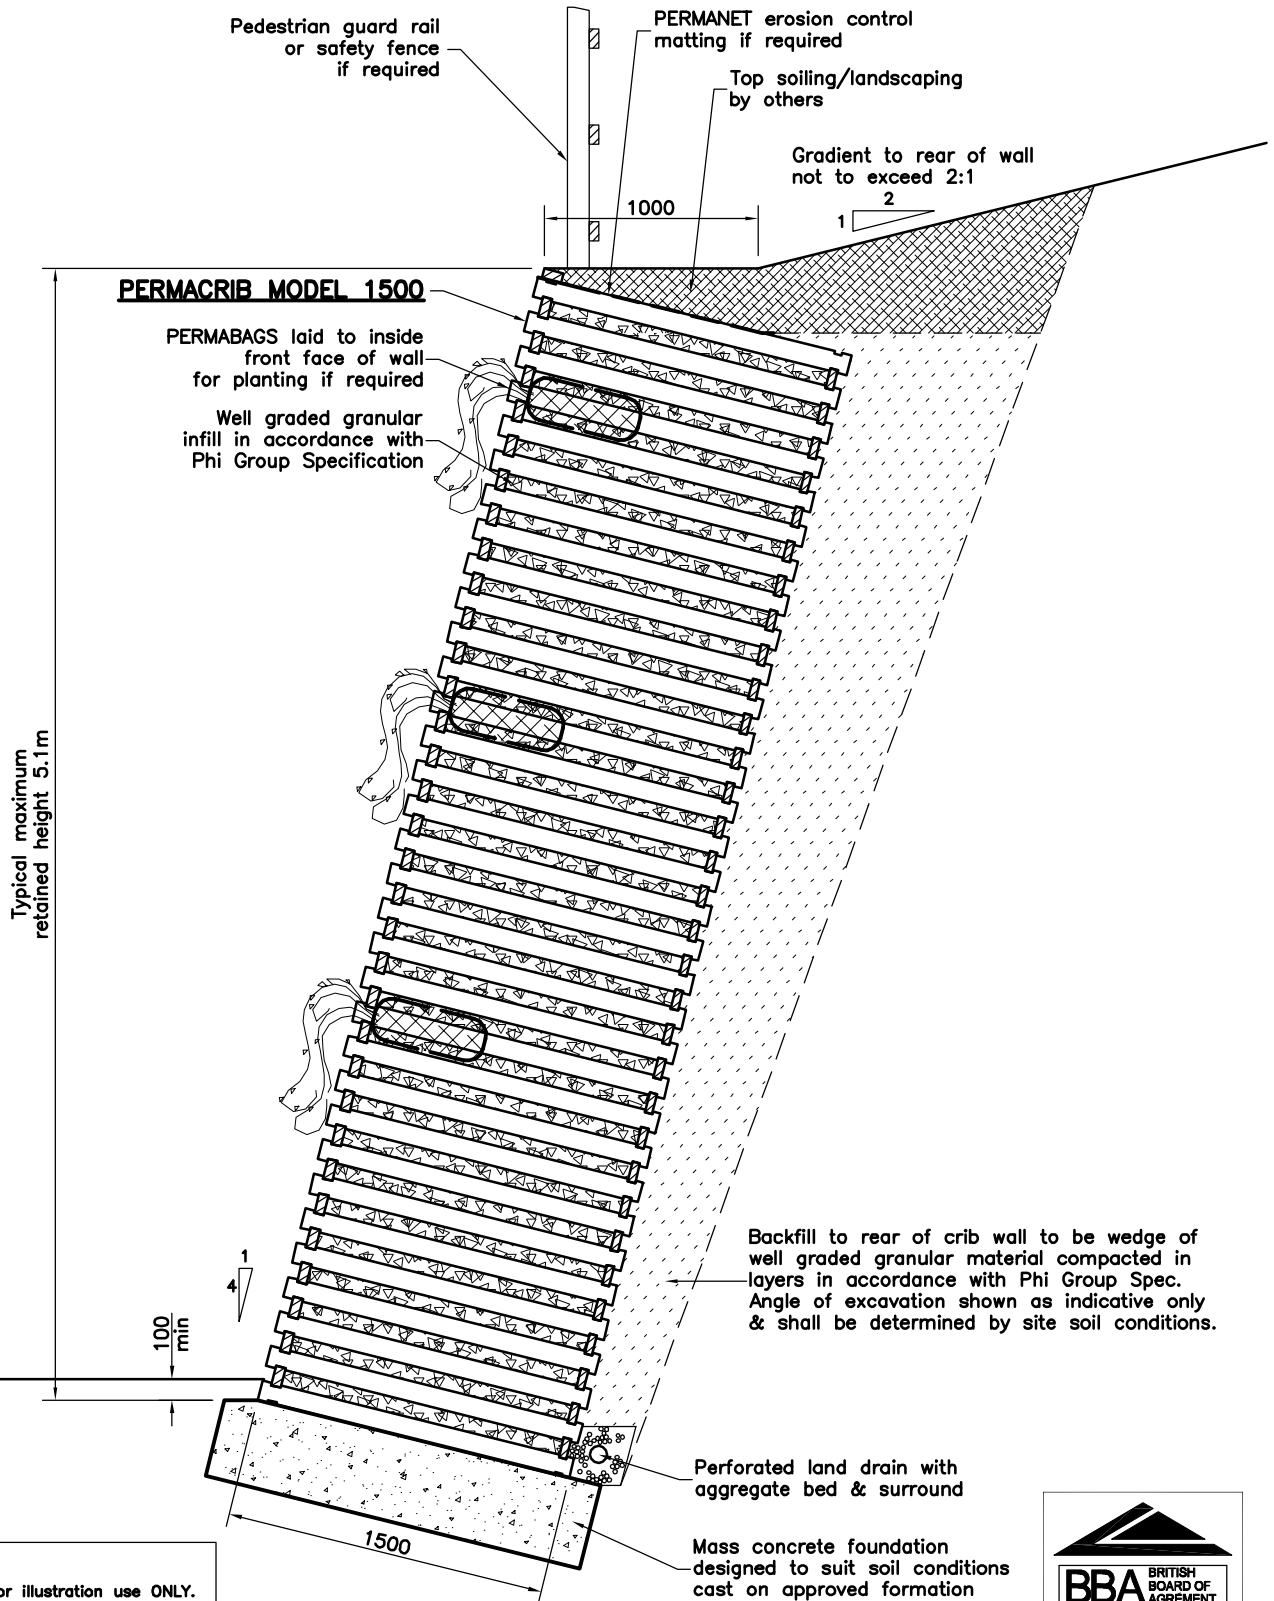 Pedestrian guard rail
or safety fence
if required
PERMANET erosion control
matting if required
Top soiling/landscaping
by others
Gradient to rear of wall
not to exceed 2:1
2
1
1000
PERMACRIB MODEL 1500
PERMABAGS laid to inside
front face of wall
for planting if required
Well graded granular
infill in accordance with
Phi Group Specification
Typical maximum
retained height 5.1m
Backfill to rear of crib wall to be wedge of
well graded granular material compacted in
layers in accordance with Phi Group Spec.
Angle of excavation shown as indicative only
& shall be determined by site soil conditions.
1
4
100
min
Perforated land drain with
aggregate bed & surround
1500
Mass concrete foundation
designed to suit soil conditions
cast on approved formation
or illustration use ONLY.
BBA
BRITISH
BOARD OF
AGRÉMENT